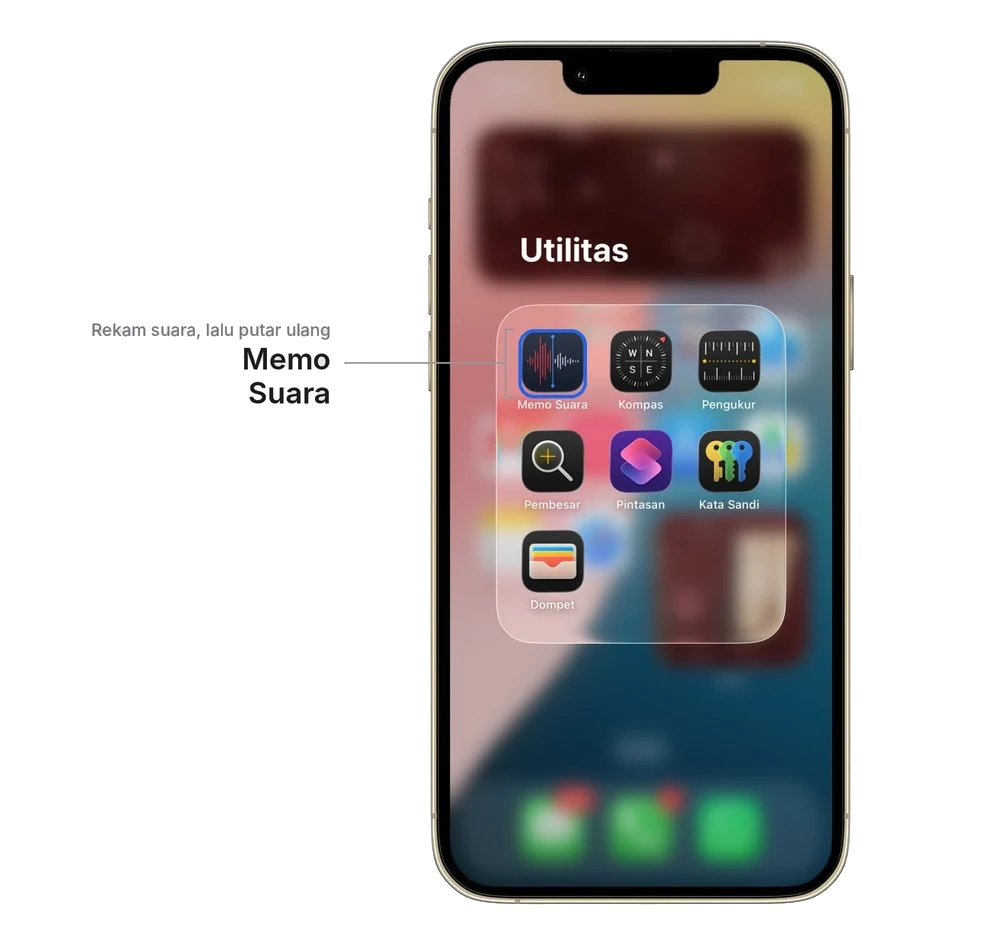 Utilitas
Rekam suara, lalu putar ulang
Memo
Suara
W N
S E
Memo Suara Kompas Pengukur
Pembesar Pintasan Kata Sandi
Dompet